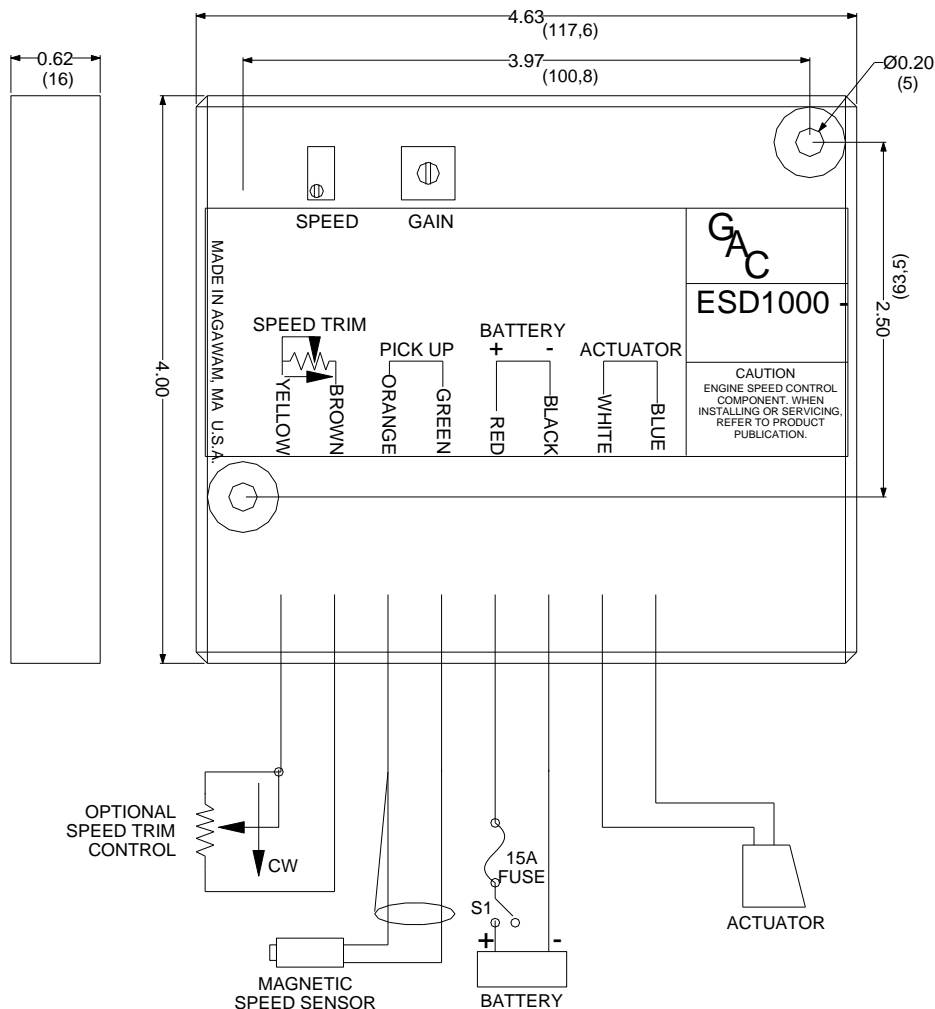 4.63
(117,6)
0.62
(16)
3.97
(100,8)
Ø0.20
(5)
SPEED
GAIN
MADE IN AGAWAM, MA U.S.A.
GAC
ESD1000 -
(63,5)
2.50
4.00
SPEED TRIM
YELLOW
BROWN
PICK UP
ORANGE
GREEN
BATTERY
+ -
RED
BLACK
ACTUATOR
WHITE
BLUE
CAUTION
ENGINE SPEED CONTROL
COMPONENT. WHEN
INSTALLING OR SERVICING,
REFER TO PRODUCT
PUBLICATION.
OPTIONAL
SPEED TRIM
CONTROL
CW
15A
FUSE
S1
+ -
BATTERY
MAGNETIC
SPEED SENSOR
ACTUATOR